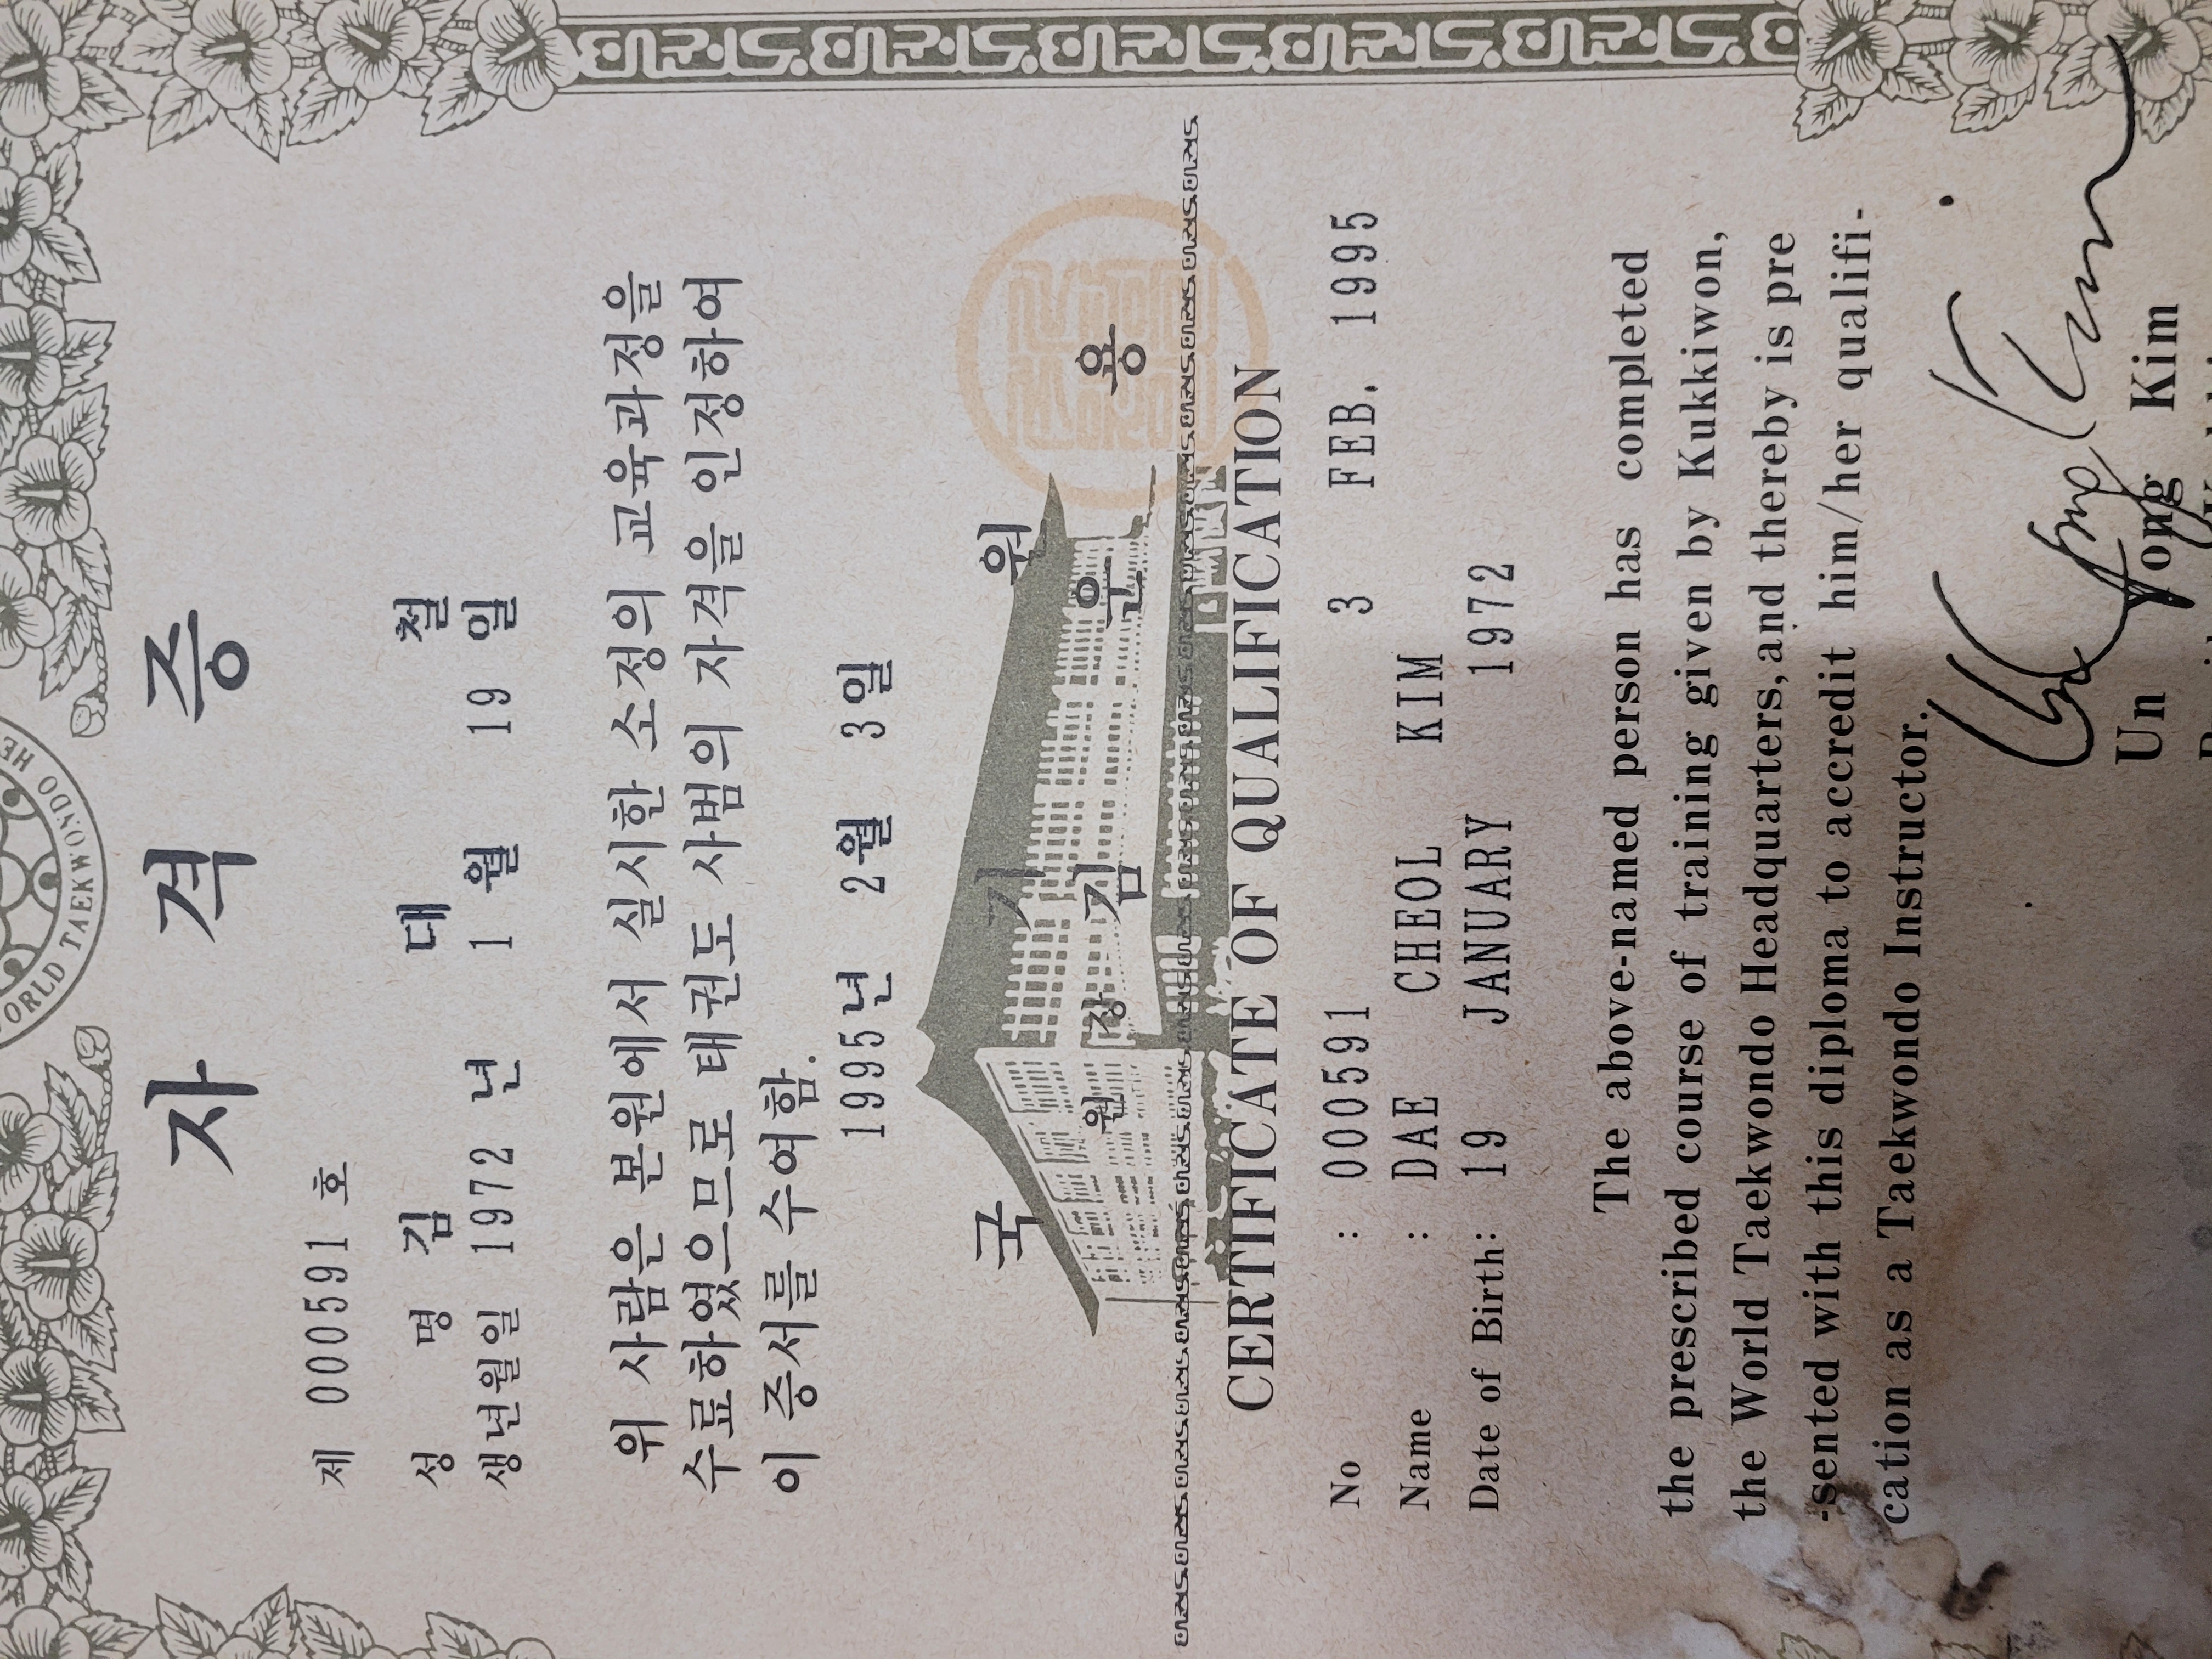 ORLD TAEKWONDO HE
자 격 증
제 000591 호
성 명 김 대 철
생년월일 1972 년 1 월 19 일
위 사람은 본원에서 실시한 소정의 교육과정을
수료하였으므로 태권도 사범의 자격을 인정하여
이 증서를 수여함.
1995년 2월 3일
국 기 원
원 장 김 운 용
CERTIFICATE OF QUALIFICATION
No : 000591 3 FEB. 1995
Name : DAE CHEOL KIM
Date of Birth: 19 JANUARY 1972
The above-named person has completed
the prescribed course of training given by Kukkiwon,
the World Taekwondo Headquarters, and thereby is pre
-sented with this diploma to accredit him/her qualifi-
cation as a Taekwondo Instructor.
Un Yong Kim